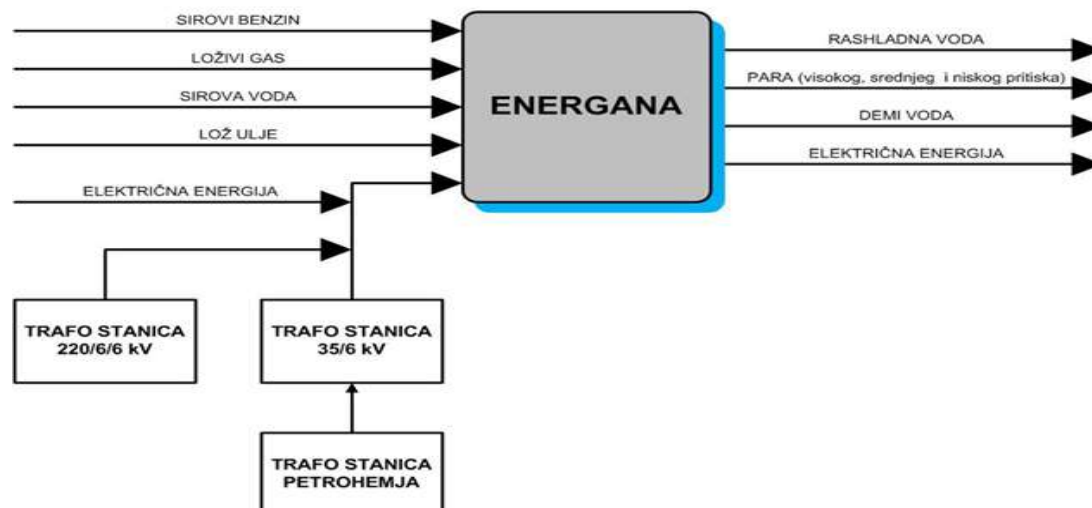 SIROVI BENZIN
LOŽIVI GAS
SIROVA VODA
LOŽ ULJE
ELEKTRIČNA ENERGIJA
ENERGANA
RASHLADNA VODA
PARA (visokog, srednjeg i niskog pritiska)
DEMI VODA
ELEKTRIČNA ENERGIJA
TRAFO STANICA
220/6/6 kV
TRAFO STANICA
35/6 kV
TRAFO STANICA
PETROHEMJA